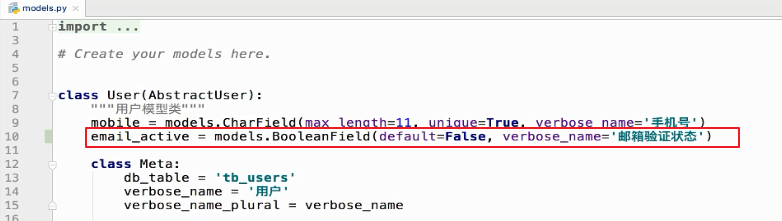 models.py ×
1 import ...
3
4 # Create your models here.
5
6
7 class User(AbstractUser):
8 """用户模型类"""
9 mobile = models.CharField(max_length=11, unique=True, verbose_name='手机号')
10 email_active = models.BooleanField(default=False, verbose_name='邮箱验证状态')
11
12 class Meta:
13 db_table = 'tb_users'
14 verbose_name = '用户'
15 verbose_name_plural = verbose_name
16